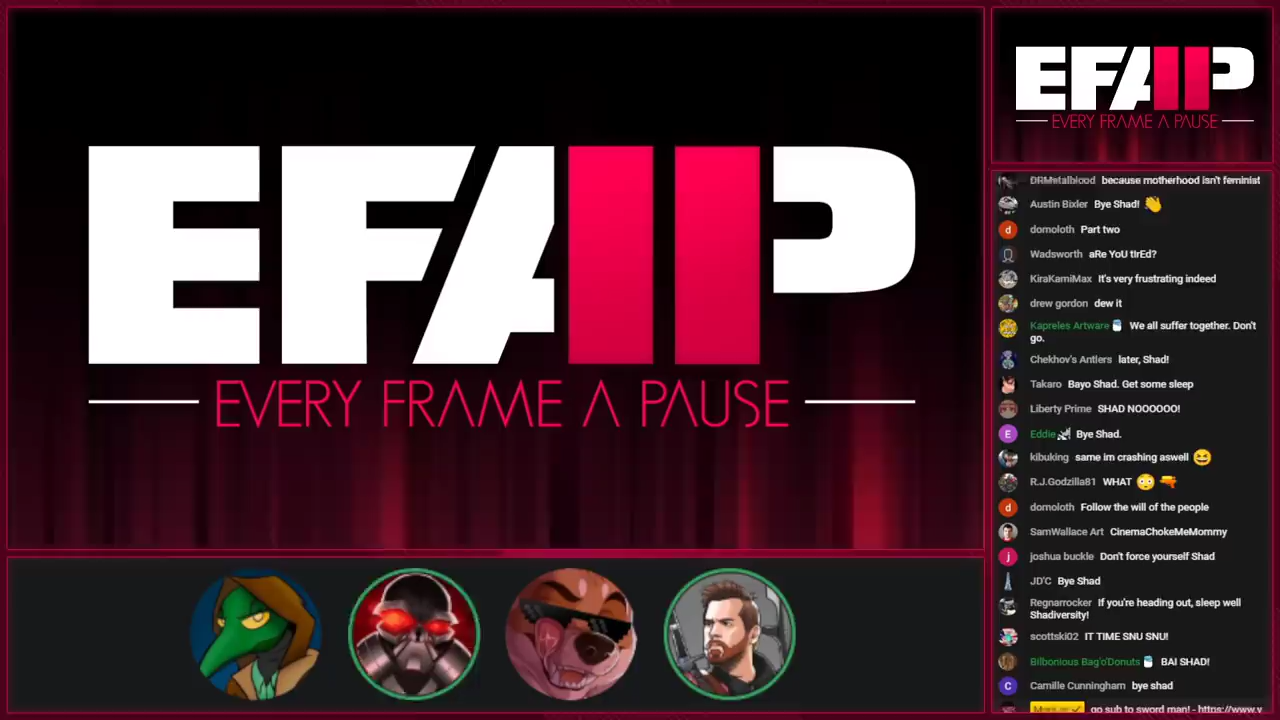 EFAP
EVERY FRAME A PAUSE
EFAP
EVERY FRAME A PAUSE
DRMetalblood because motherhood isn't feminist
Austin Bixler Bye Shad! 👏
d domoloth Part two
Wadsworth aRe YoU tIrEd?
KiraKamiMax It's very frustrating indeed
drew gordon dew it
Kapreles Artware We all suffer together. Don't
go.
Chekhov's Antlers later, Shad!
Takaro Bayo Shad. Get some sleep
Liberty Prime SHAD NOOOOOO!
E Eddie Bye Shad.
kibuking same im crashing aswell 😆
R.J.Godzilla81 WHAT 😳 🔫
d domoloth Follow the will of the people
SamWallace Art CinemaChokeMeMommy
j joshua buckle Don't force yourself Shad
JD'C Bye Shad
Regnarrocker If you're heading out, sleep well
Shadiversity!
scottski02 IT TIME SNU SNU!
Bilbonious Bag'o'Donuts BAI SHAD!
C Camille Cunningham bye shad
go sub to sword man! - https://www.y